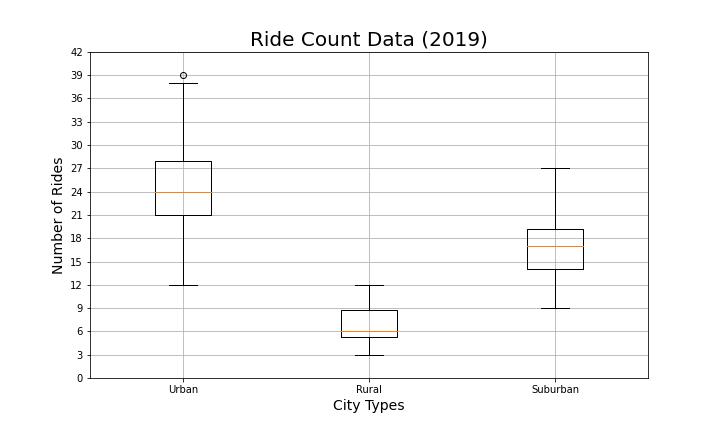 Ride Count Data (2019)
42
39
36
33
30
27
24
21
18
15
12
9
6
3
0
Number of Rides
Urban
Rural
Suburban
City Types